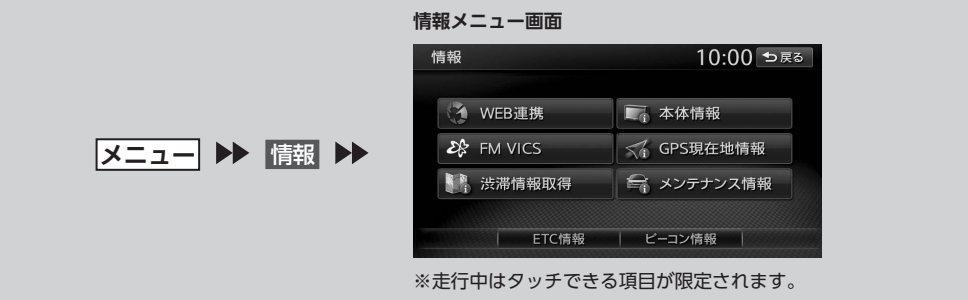 情報メニュー画面
情報 10:00 戻る
WEB連携 本体情報
FM VICS GPS現在地情報
渋滞情報取得 メンテナンス情報
ETC情報 ビーコン情報
メニュー ▶▶ 情報 ▶▶
※走行中はタッチできる項目が限定されます。